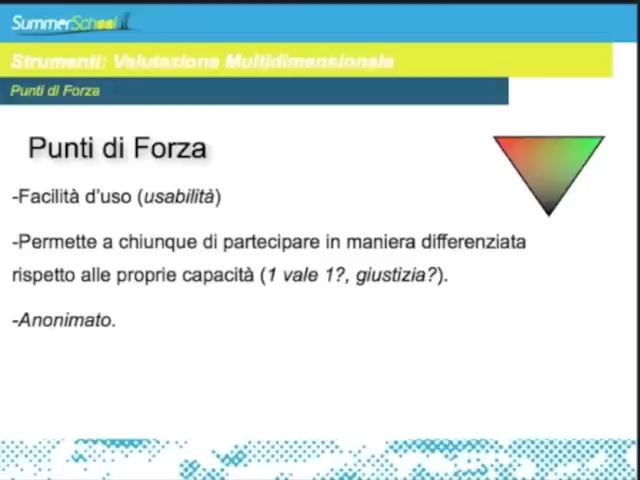 SummerSchool
Strumenti: Valutazione Multidimensionale
Punti di Forza
Punti di Forza
-Facilità d'uso (usabilità)
-Permette a chiunque di partecipare in maniera differenziata
rispetto alle proprie capacità (1 vale 1?, giustizia?).
-Anonimato.